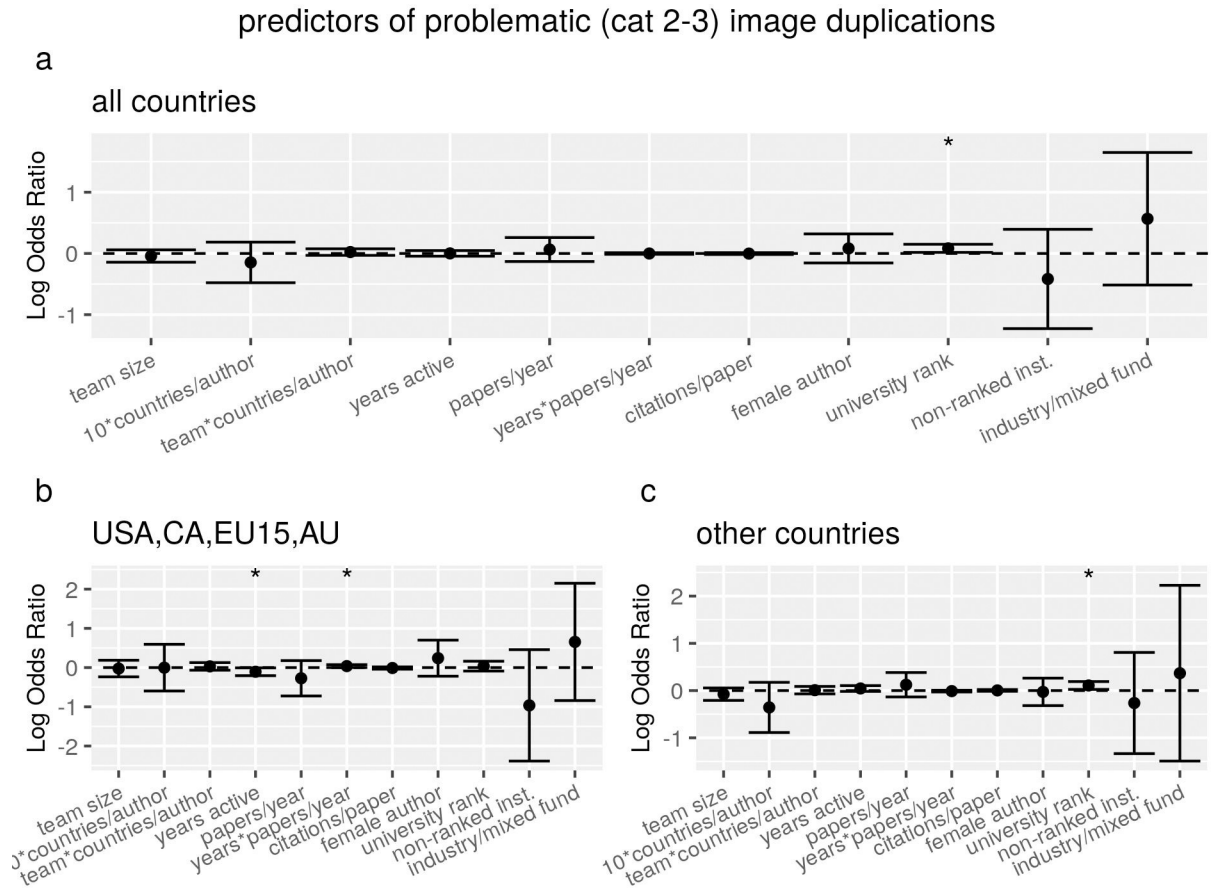 predictors of problematic (cat 2-3) image duplications
a
all countries
*
Log Odds Ratio
1
0
-1
team size
10*countries/author
team*countries/author
years active
papers/year
years*papers/year
citations/paper
female author
university rank
non-ranked inst.
industry/mixed fund
b
USA,CA,EU15,AU
* *
Log Odds Ratio
2
1
0
-1
-2
team size
0*countries/author
team*countries/author
years active
papers/year
years*papers/year
citations/paper
female author
university rank
non-ranked inst.
industry/mixed fund
c
other countries
*
Log Odds Ratio
2
1
0
-1
team size
10*countries/author
team*countries/author
years active
papers/year
years*papers/year
citations/paper
female author
university rank
non-ranked inst.
industry/mixed fund